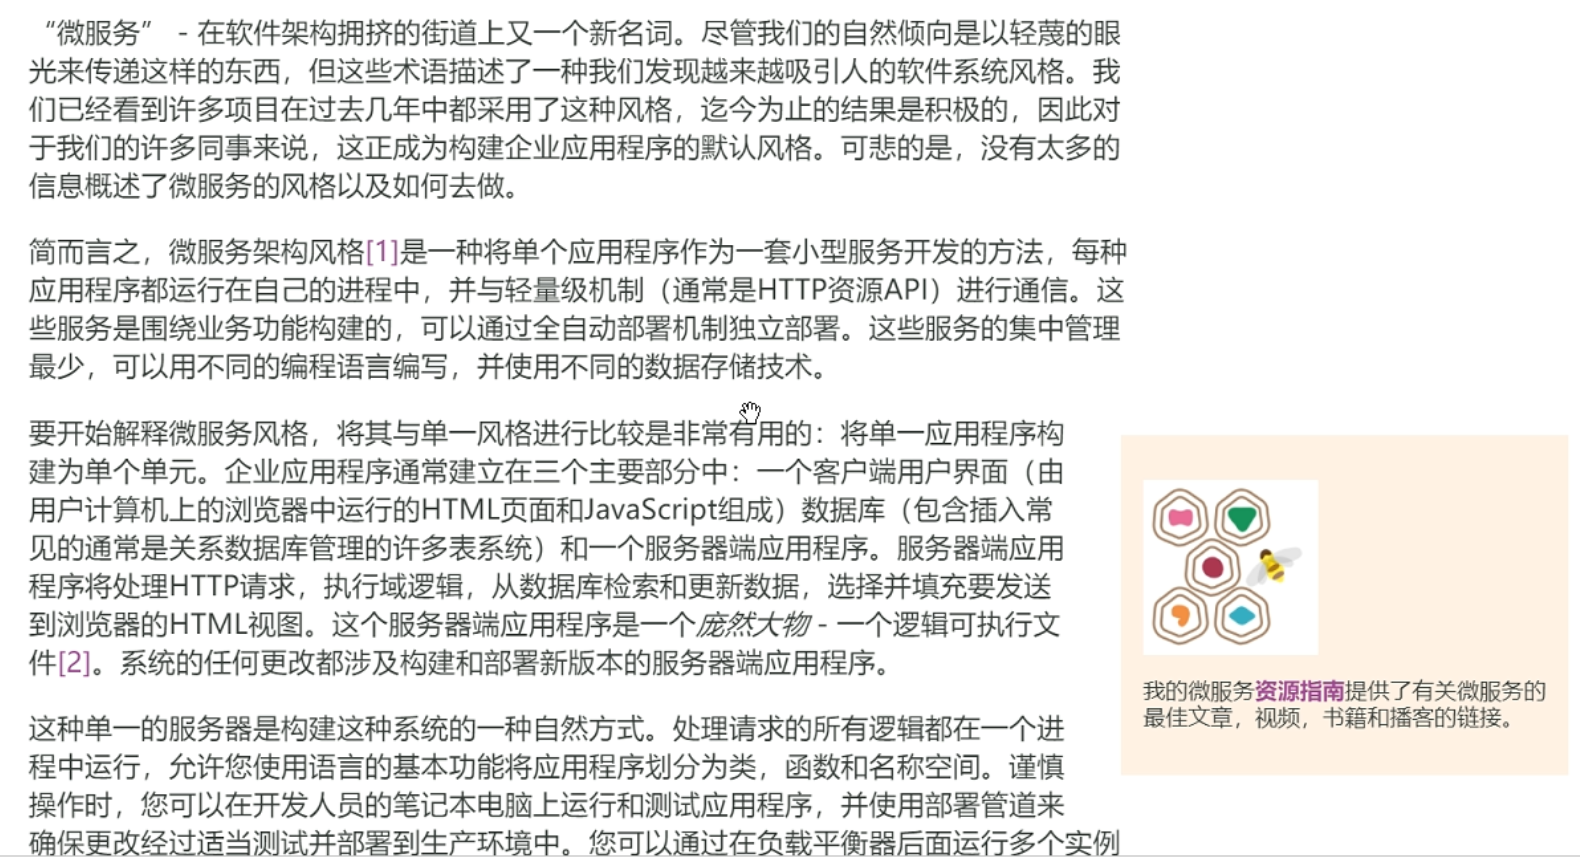 “微服务” - 在软件架构拥挤的街道上又一个新名词。尽管我们的自然倾向是以轻蔑的眼
光来传递这样的东西，但这些术语描述了一种我们发现越来越吸引人的软件系统风格。我
们已经看到许多项目在过去几年中都采用了这种风格，迄今为止的结果是积极的，因此对
于我们的许多同事来说，这正成为构建企业应用程序的默认风格。可悲的是，没有太多的
信息概述了微服务的风格以及如何去做。
简而言之，微服务架构风格[1]是一种将单个应用程序作为一套小型服务开发的方法，每种
应用程序都运行在自己的进程中，并与轻量级机制（通常是HTTP资源API）进行通信。这
些服务是围绕业务功能构建的，可以通过全自动部署机制独立部署。这些服务的集中管理
最少，可以用不同的编程语言编写，并使用不同的数据存储技术。
要开始解释微服务风格，将其与单一风格进行比较是非常有用的：将单一应用程序构
建为单个单元。企业应用程序通常建立在三个主要部分中：一个客户端用户界面（由
用户计算机上的浏览器中运行的HTML页面和JavaScript组成）数据库（包含插入常
见的通常是关系数据库管理的许多表系统）和一个服务器端应用程序。服务器端应用
程序将处理HTTP请求，执行域逻辑，从数据库检索和更新数据，选择并填充要发送
到浏览器的HTML视图。这个服务器端应用程序是一个庞然大物 - 一个逻辑可执行文
件[2]。系统的任何更改都涉及构建和部署新版本的服务器端应用程序。
这种单一的服务器是构建这种系统的一种自然方式。处理请求的所有逻辑都在一个进
程中运行，允许您使用语言的基本功能将应用程序划分为类，函数和名称空间。谨慎
操作时，您可以在开发人员的笔记本电脑上运行和测试应用程序，并使用部署管道来
确保更改经过适当测试并部署到生产环境中。您可以通过在负载平衡器后面运行多个实例
我的微服务资源指南提供了有关微服务的
最佳文章，视频，书籍和播客的链接。